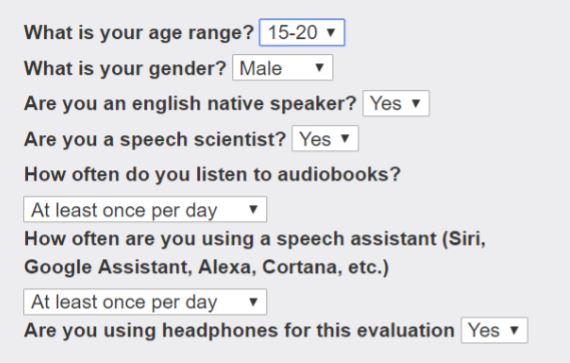 What is your age range? 15-20
What is your gender? Male
Are you an english native speaker? Yes
Are you a speech scientist? Yes
How often do you listen to audiobooks?
At least once per day
How often are you using a speech assistant (Siri,
Google Assistant, Alexa, Cortana, etc.)
At least once per day
Are you using headphones for this evaluation Yes